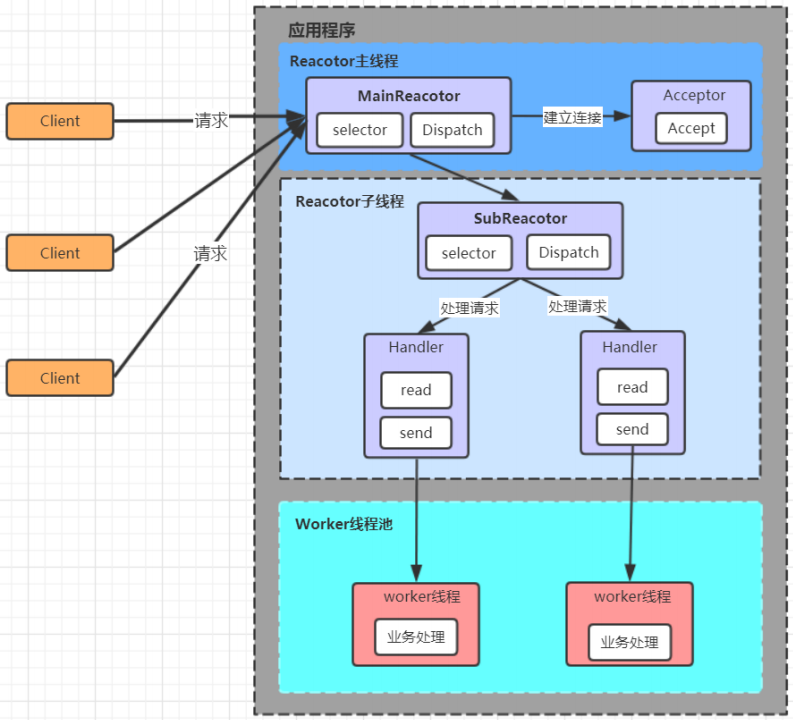 应用程序
Reacotor主线程
MainReacotor
selector
Dispatch
建立连接
Acceptor
Accept
Client
请求
Client
请求
Client
Reacotor子线程
SubReacotor
selector
Dispatch
处理请求
处理请求
Handler
read
send
Handler
read
send
Worker线程池
worker线程
业务处理
worker线程
业务处理